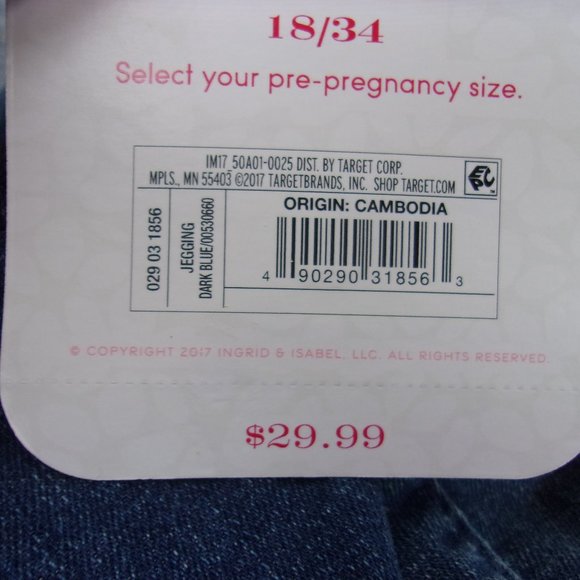 18/34
Select your pre-pregnancy size.
IM17 50A01-0025 DIST. BY TARGET CORP.
MPLS., MN 55403 ©2017 TARGETBRANDS, INC. SHOP TARGET.COM
029 03 1856
JEGGING
DARK BLUE/00530660
ORIGIN: CAMBODIA
4 90290 31856 3
© COPYRIGHT 2017 INGRID & ISABEL, LLC. ALL RIGHTS RESERVED.
$29.99